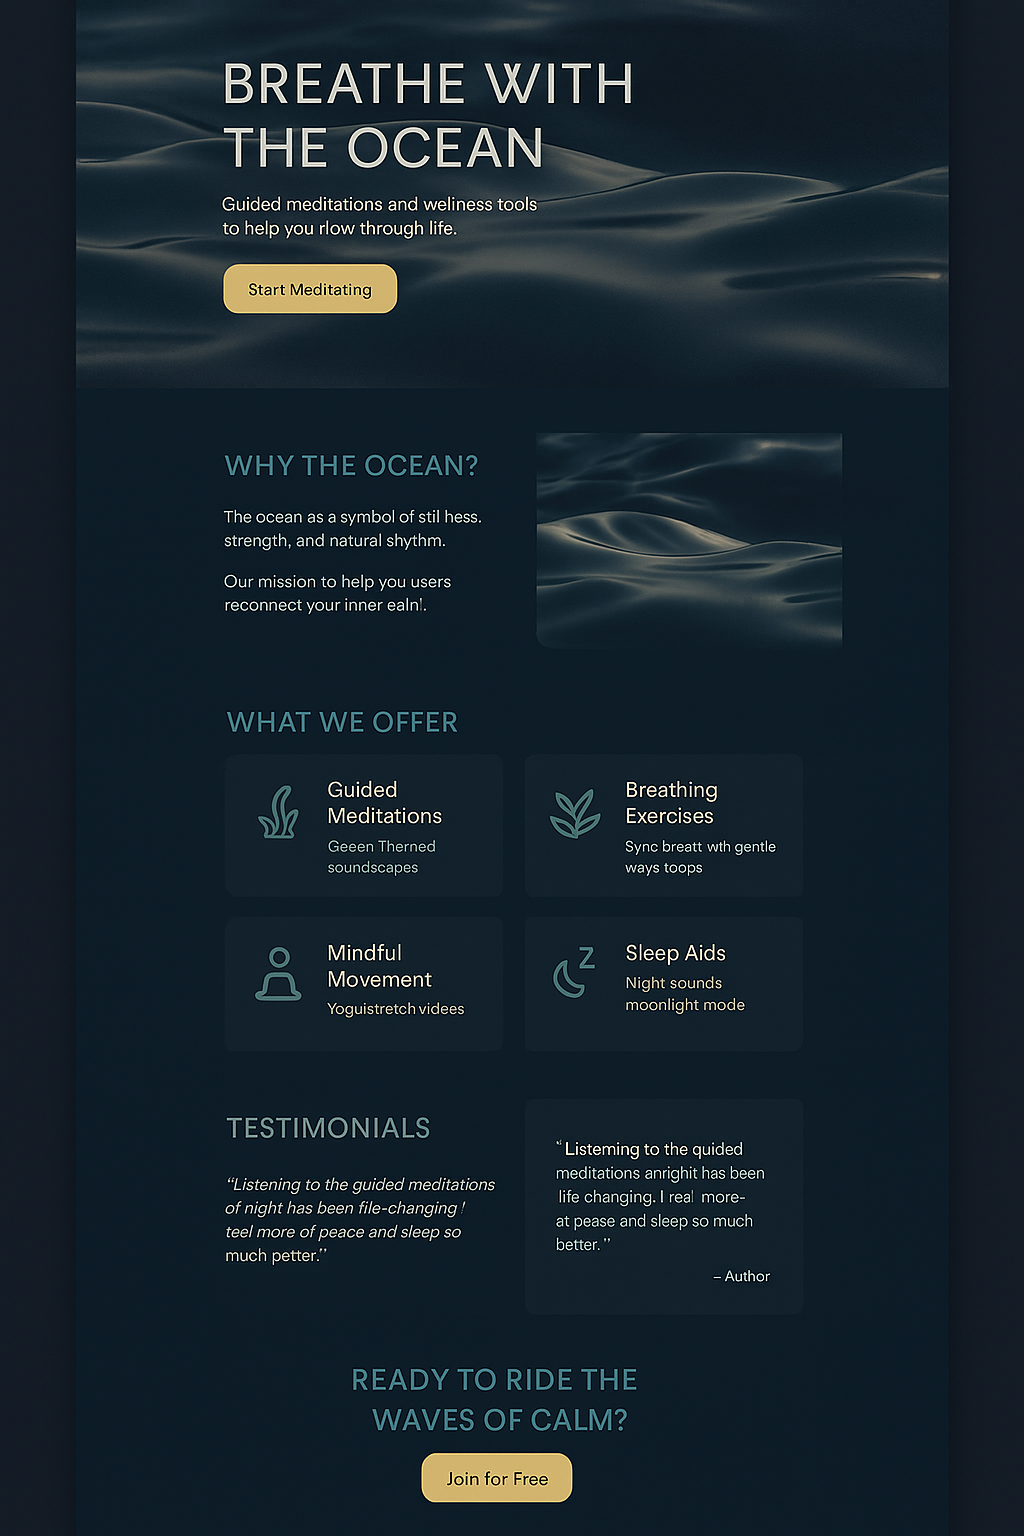 BREATHE WITH
THE OCEAN
Guided meditations and weliness tools
to help you rlow through life.
Start Meditating
WHY THE OCEAN?
The ocean as a symbol of stil hess.
strength, and natural shythm.
Our mission to help you users
reconnect your inner ealn!.
WHAT WE OFFER
Guided
Meditations
Geeen Therned
soundscapes
Breathing
Exercises
Sync breatt wth gentle
ways toops
Mindful
Movement
Yoguistretch videes
Sleep Aids
Night sounds
moonlight mode
Z
TESTIMONIALS
“Listening to the guided meditations
of night has been file-changing !
teel more of peace and sleep so
much petter.”
“Listeming to the quided
meditations anrighit has been
life changing. I real more-
at pease and sleep so much
better. ”
– Author
READY TO RIDE THE
WAVES OF CALM?
Join for Free